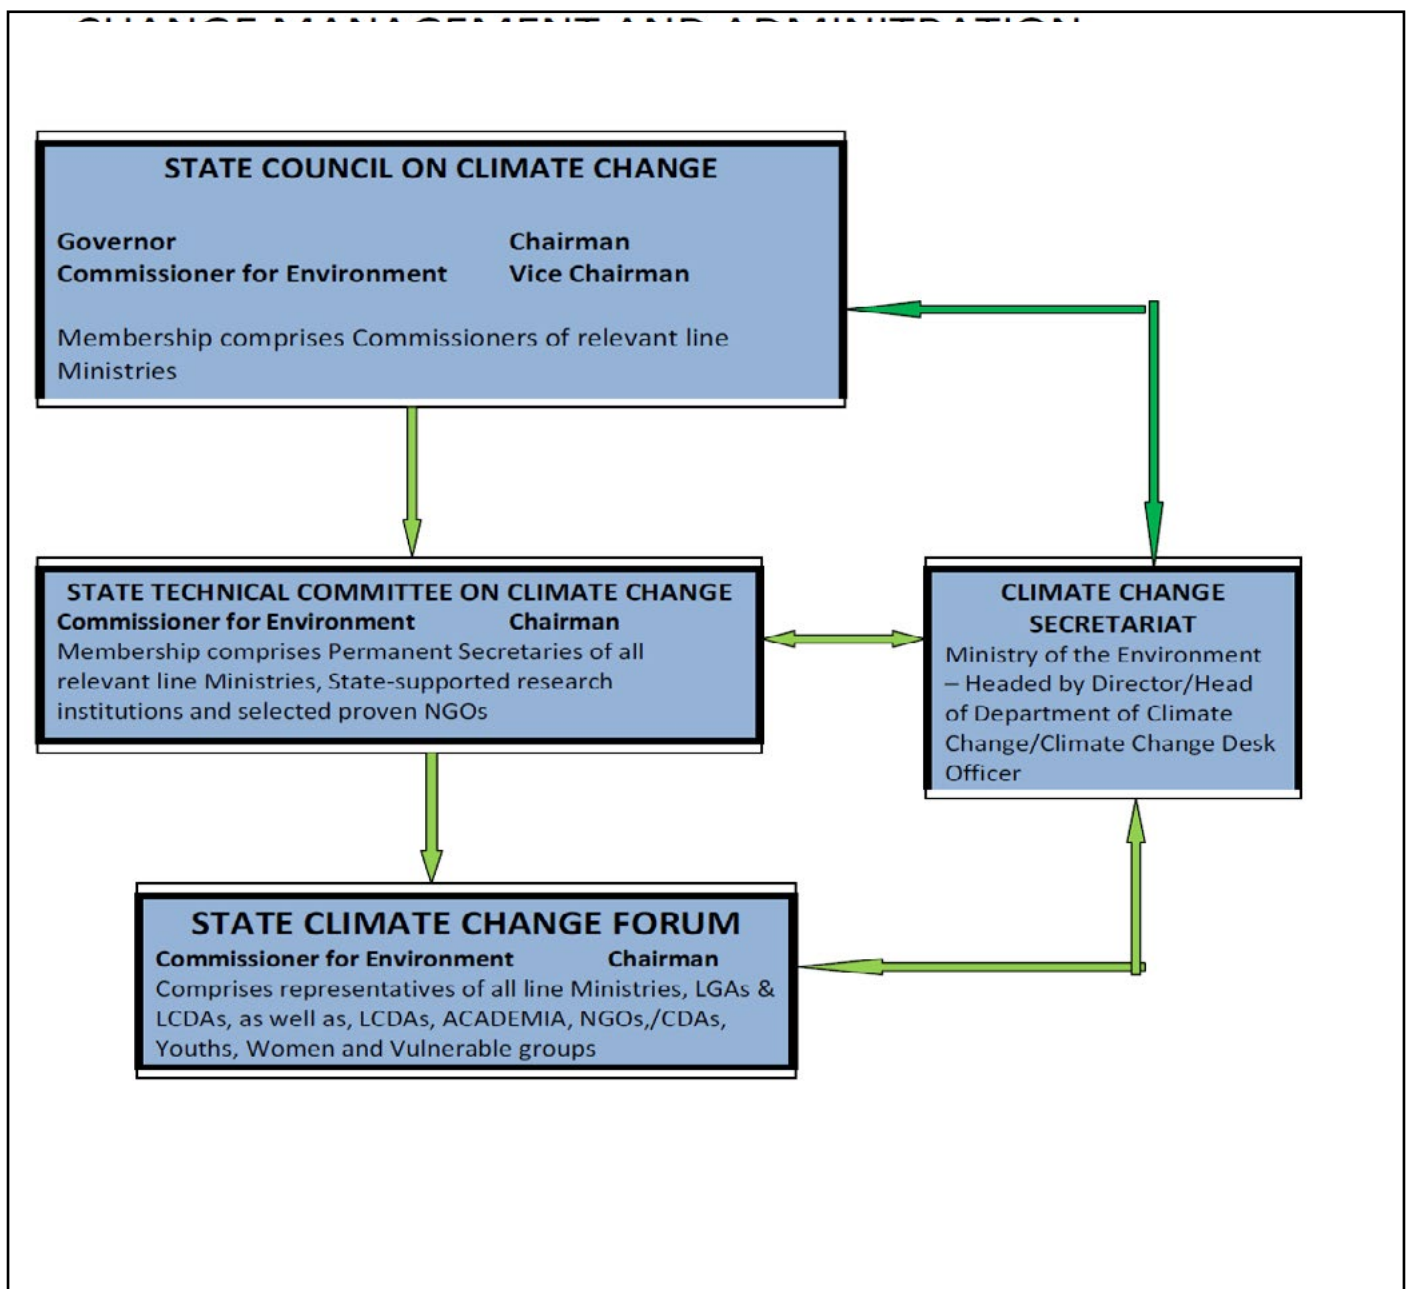 CHANGE MANAGEMENT AND ADMINITRATION
STATE COUNCIL ON CLIMATE CHANGE
Governor Chairman
Commissioner for Environment Vice Chairman
Membership comprises Commissioners of relevant line
Ministries
STATE TECHNICAL COMMITTEE ON CLIMATE CHANGE
Commissioner for Environment Chairman
Membership comprises Permanent Secretaries of all
relevant line Ministries, State-supported research
institutions and selected proven NGOs
CLIMATE CHANGE
SECRETARIAT
Ministry of the Environment
– Headed by Director/Head
of Department of Climate
Change/Climate Change Desk
Officer
STATE CLIMATE CHANGE FORUM
Commissioner for Environment Chairman
Comprises representatives of all line Ministries, LGAs &
LCDAs, as well as, LCDAs, ACADEMIA, NGOs,/CDAs,
Youths, Women and Vulnerable groups